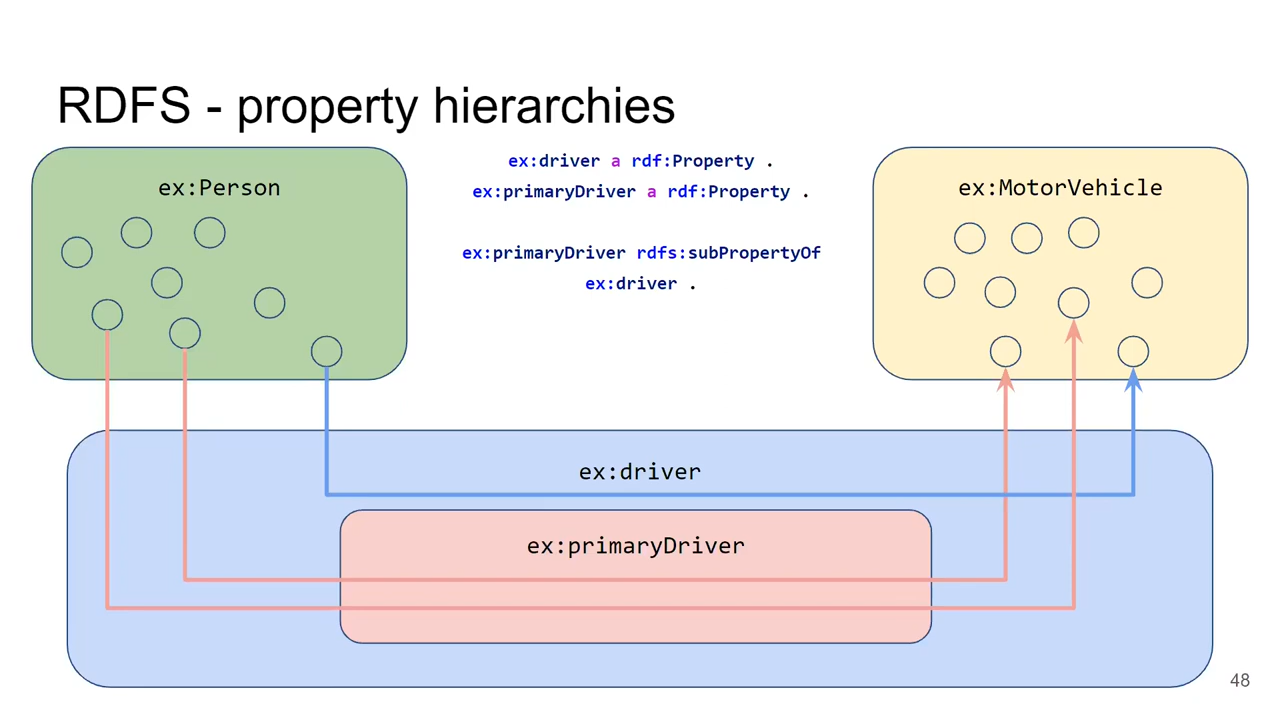 RDFS - property hierarchies
ex:Person
ex:driver a rdf:Property .
ex:primaryDriver a rdf:Property .
ex:primaryDriver rdfs:subPropertyOf
ex:driver .
ex:MotorVehicle
ex:driver
ex:primaryDriver
48